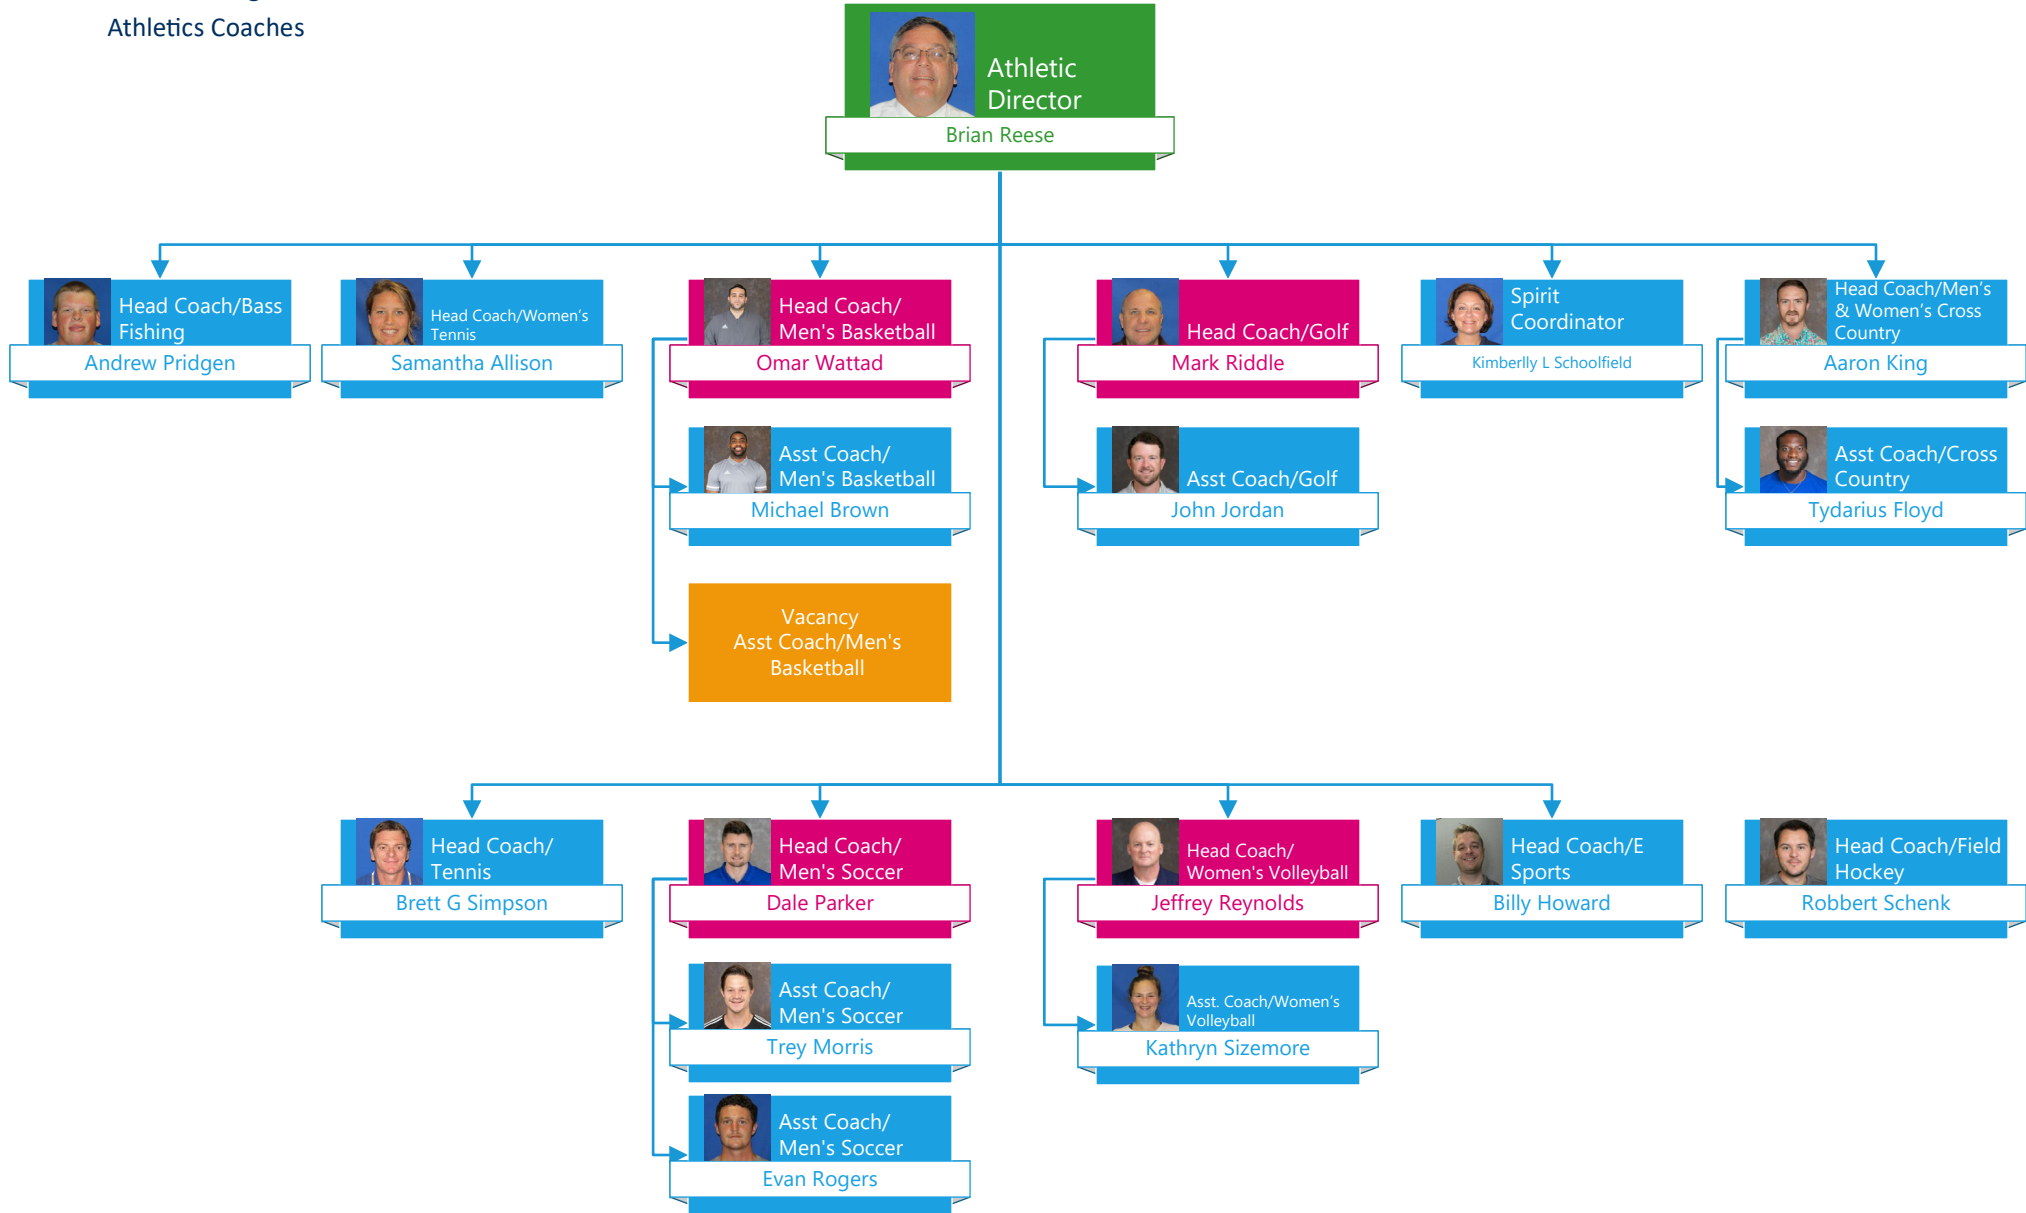 Athletics Coaches
Athletic
Director
Brian Reese
Head Coach/Bass
Fishing
Andrew Pridgen
Head Coach/Women's
Tennis
Samantha Allison
Head Coach/
Men's Basketball
Omar Wattad
Head Coach/Golf
Mark Riddle
Spirit
Coordinator
Kimberlly L Schoolfield
Head Coach/Men's
& Women's Cross
Country
Aaron King
Asst Coach/
Men's Basketball
Michael Brown
Asst Coach/Golf
John Jordan
Asst Coach/Cross
Country
Tydarius Floyd
Vacancy
Asst Coach/Men's
Basketball
Head Coach/
Tennis
Brett G Simpson
Head Coach/
Men's Soccer
Dale Parker
Head Coach/
Women's Volleyball
Jeffrey Reynolds
Head Coach/E
Sports
Billy Howard
Head Coach/Field
Hockey
Robbert Schenk
Asst Coach/
Men's Soccer
Trey Morris
Asst. Coach/Women's
Volleyball
Kathryn Sizemore
Asst Coach/
Men's Soccer
Evan Rogers